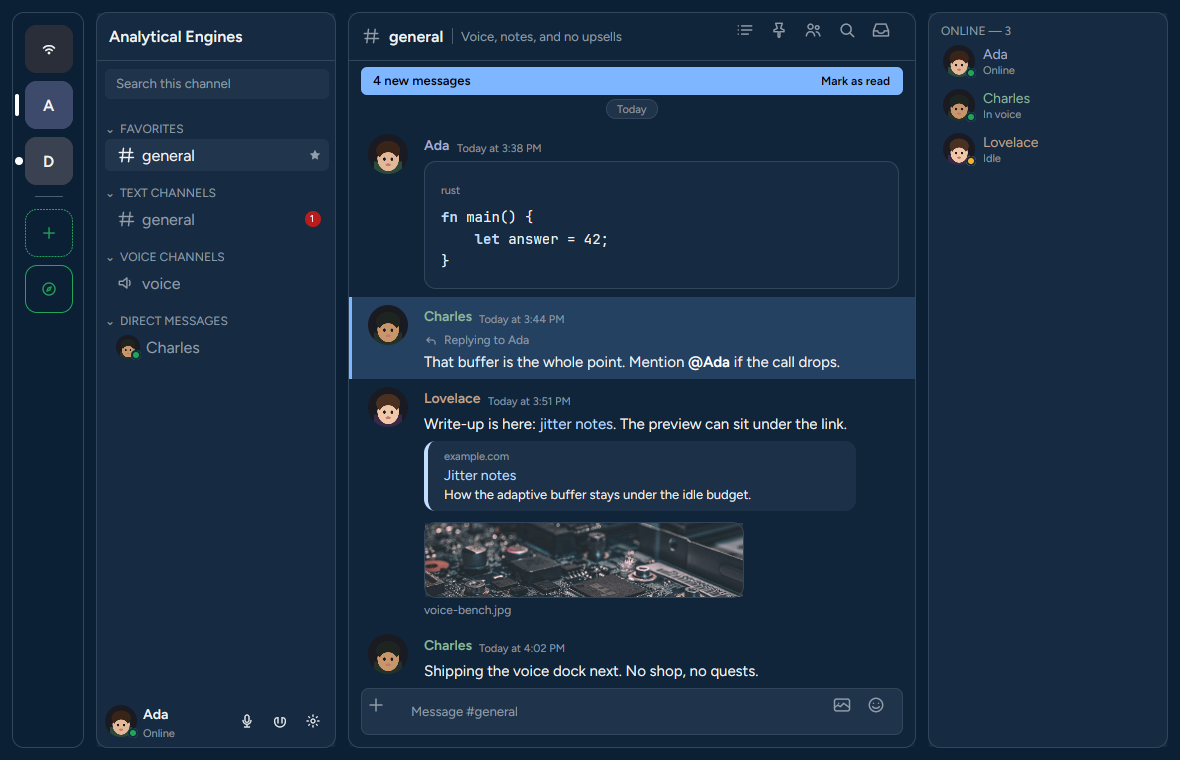 A
D
Analytical Engines
Search this channel
FAVORITES
# general
TEXT CHANNELS
# general
1
VOICE CHANNELS
voice
DIRECT MESSAGES
Charles
Ada
Online
# general
Voice, notes, and no upsells
4 new messages
Mark as read
Today
Ada Today at 3:38 PM
rust
fn main() {
    let answer = 42;
}
Charles Today at 3:44 PM
Replying to Ada
That buffer is the whole point. Mention @Ada if the call drops.
Lovelace Today at 3:51 PM
Write-up is here: jitter notes. The preview can sit under the link.
example.com
Jitter notes
How the adaptive buffer stays under the idle budget.
voice-bench.jpg
Charles Today at 4:02 PM
Shipping the voice dock next. No shop, no quests.
Message #general
ONLINE — 3
Ada
Online
Charles
In voice
Lovelace
Idle